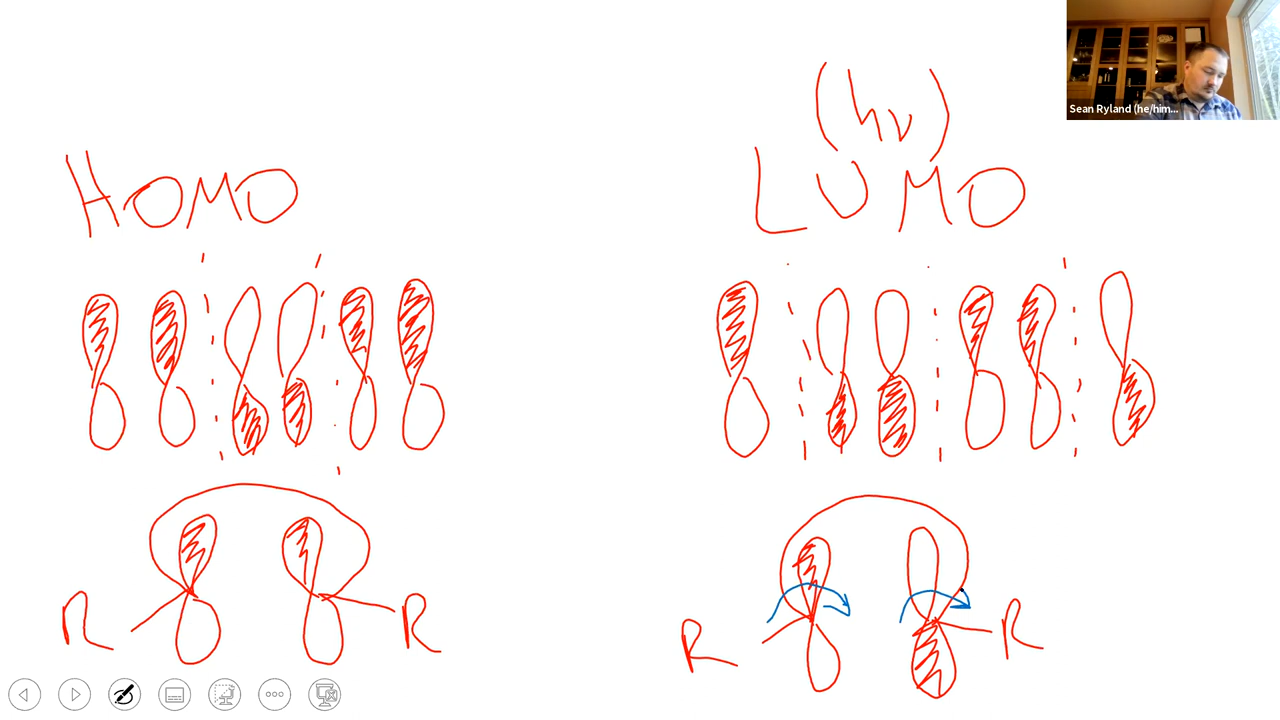 Sean Ryland (he/him...
(hν)
HOMO
LUMO
R
R
R
R